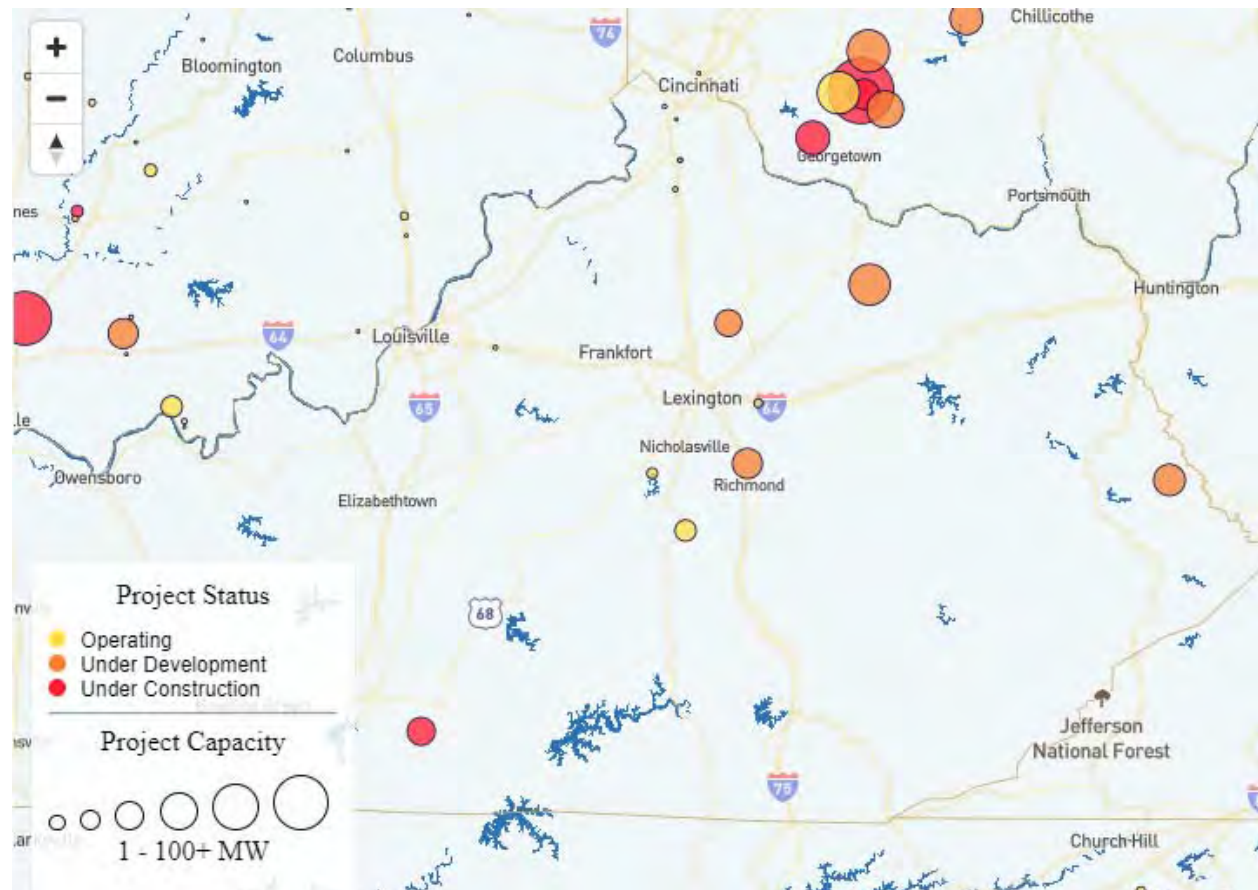 +
−
74
Chillicothe
Columbus
Bloomington
Cincinnati
Georgetown
Portsmouth
nes
Huntington
64
Louisville
Frankfort
65
Lexington
64
le
Nicholasville
Owensboro
Richmond
Elizabethtown
68
Project Status
Operating
Under Development
Under Construction
Project Capacity
1 - 100+ MW
Jefferson
National Forest
75
Church Hill